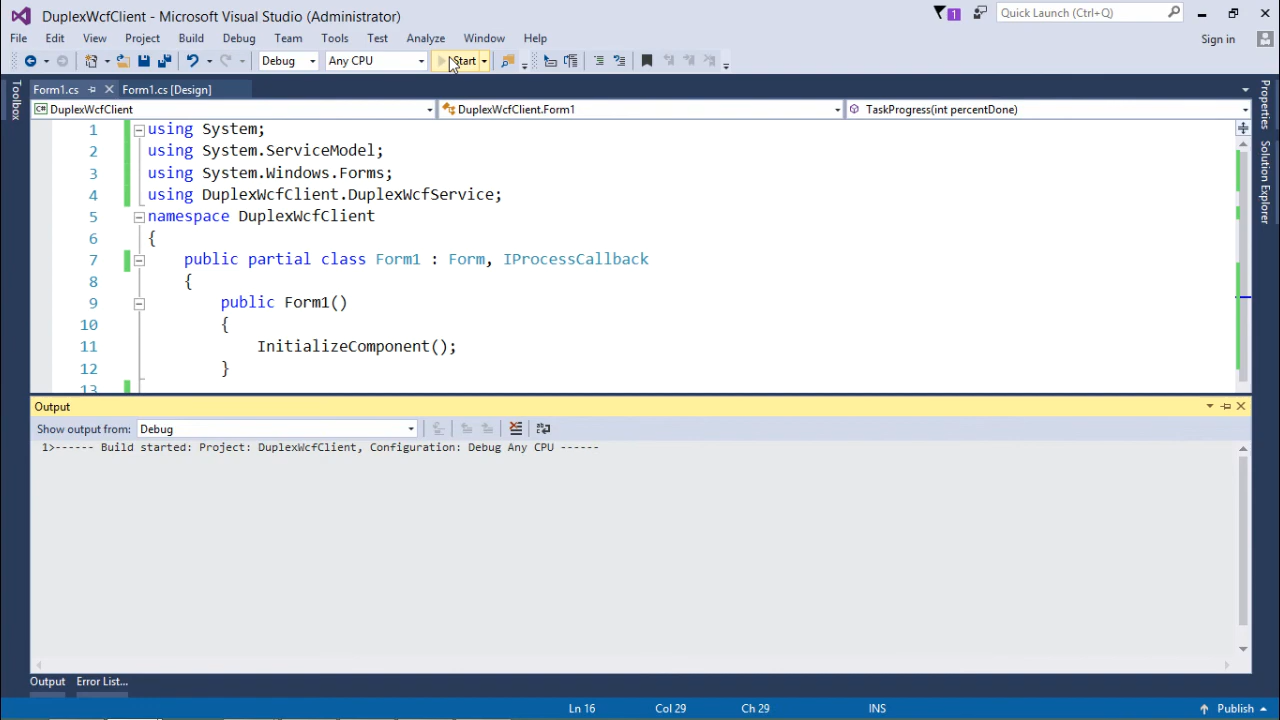 DuplexWcfClient - Microsoft Visual Studio (Administrator)
1
Quick Launch (Ctrl+Q)
File Edit View Project Build Debug Team Tools Test Analyze Window Help
Sign in
Debug Any CPU Start
Toolbox
Form1.cs
Form1.cs [Design]
DuplexWcfClient
DuplexWcfClient.Form1
TaskProgress(int percentDone)
1 using System;
2 using System.ServiceModel;
3 using System.Windows.Forms;
4 using DuplexWcfClient.DuplexWcfService;
5 namespace DuplexWcfClient
6 {
7 public partial class Form1 : Form, IProcessCallback
8 {
9 public Form1()
10 {
11 InitializeComponent();
12 }
13
Properties
Solution Explorer
Output
Show output from: Debug
1>------ Build started: Project: DuplexWcfClient, Configuration: Debug Any CPU ------
Output Error List...
Ln 16 Col 29 Ch 29 INS Publish